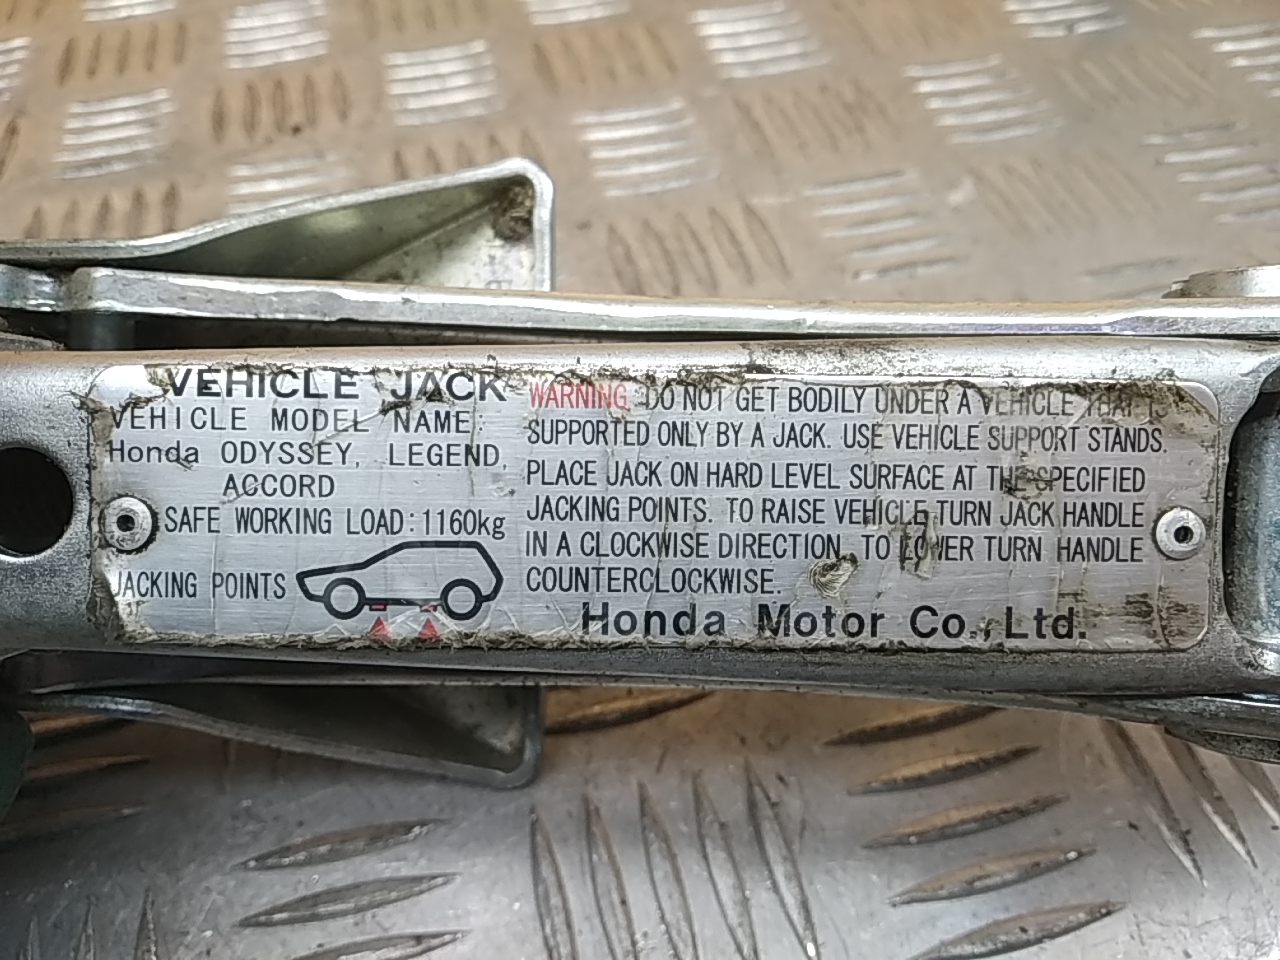 VEHICLE JACK
VEHICLE MODEL NAME:
Honda ODYSSEY, LEGEND,
ACCORD
SAFE WORKING LOAD:1160kg
JACKING POINTS
WARNING DO NOT GET BODILY UNDER A VEHICLE THAT IS
SUPPORTED ONLY BY A JACK. USE VEHICLE SUPPORT STANDS.
PLACE JACK ON HARD LEVEL SURFACE AT THE SPECIFIED
JACKING POINTS. TO RAISE VEHICLE TURN JACK HANDLE
IN A CLOCKWISE DIRECTION, TO LOWER TURN HANDLE
COUNTERCLOCKWISE.
Honda Motor Co., Ltd.